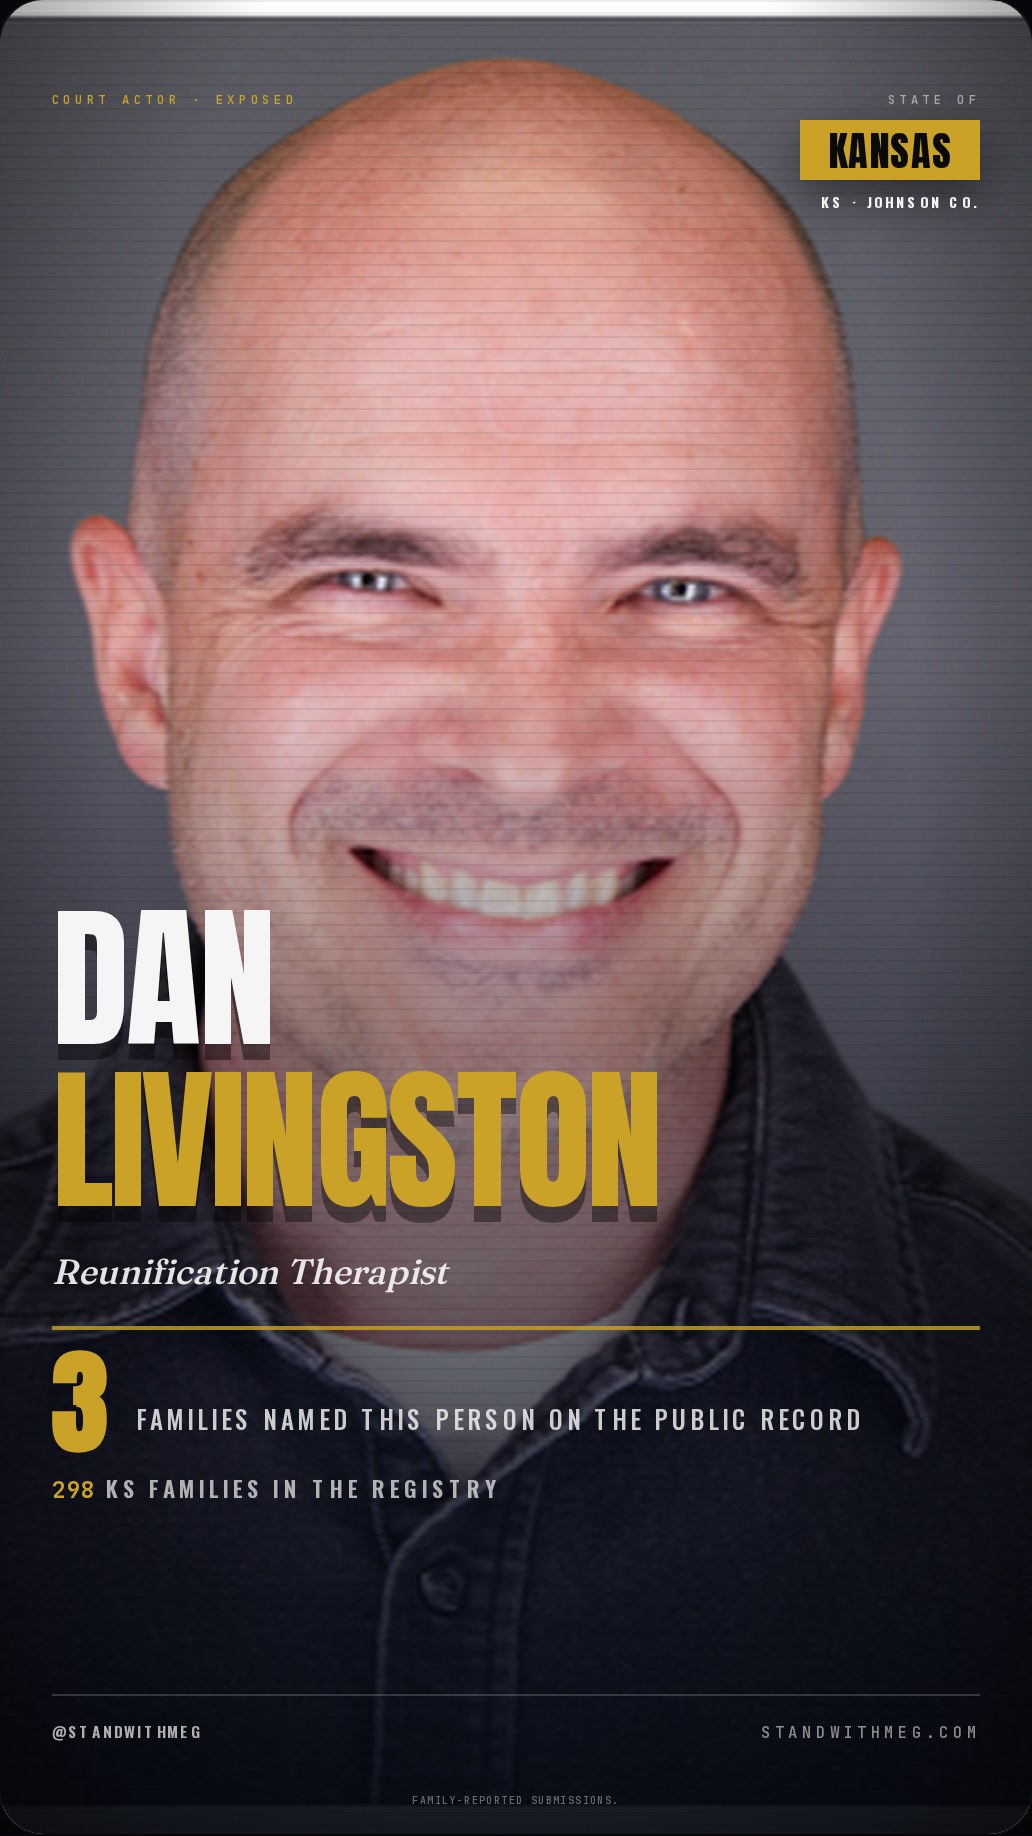 COURT ACTOR · EXPOSED
STATE OF
KANSAS
KS · JOHNSON CO.
DAN
LIVINGSTON
Reunification Therapist
3 FAMILIES NAMED THIS PERSON ON THE PUBLIC RECORD
298 KS FAMILIES IN THE REGISTRY
@STANDWITHMEG
STANDWITHMEG.COM
FAMILY-REPORTED SUBMISSIONS.